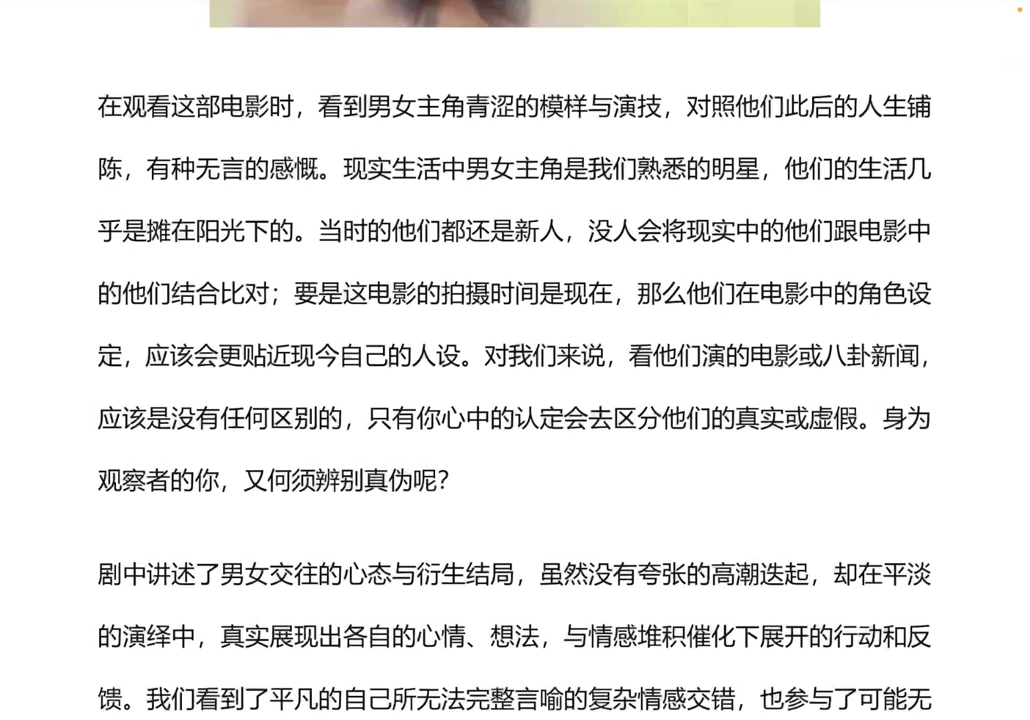 在观看这部电影时，看到男女主角青涩的模样与演技，对照他们此后的人生铺
陈，有种无言的感慨。现实生活中男女主角是我们熟悉的明星，他们的生活几
乎是摊在阳光下的。当时的他们都还是新人，没人会将现实中的他们跟电影中
的他们结合比对；要是这电影的拍摄时间是现在，那么他们在电影中的角色设
定，应该会更贴近现今自己的人设。对我们来说，看他们演的电影或八卦新闻，
应该是没有任何区别的，只有你心中的认定会去区分他们的真实或虚假。身为
观察者的你，又何须辨别真伪呢？
剧中讲述了男女交往的心态与衍生结局，虽然没有夸张的高潮迭起，却在平淡
的演绎中，真实展现出各自的心情、想法，与情感堆积催化下展开的行动和反
馈。我们看到了平凡的自己所无法完整言喻的复杂情感交错，也参与了可能无